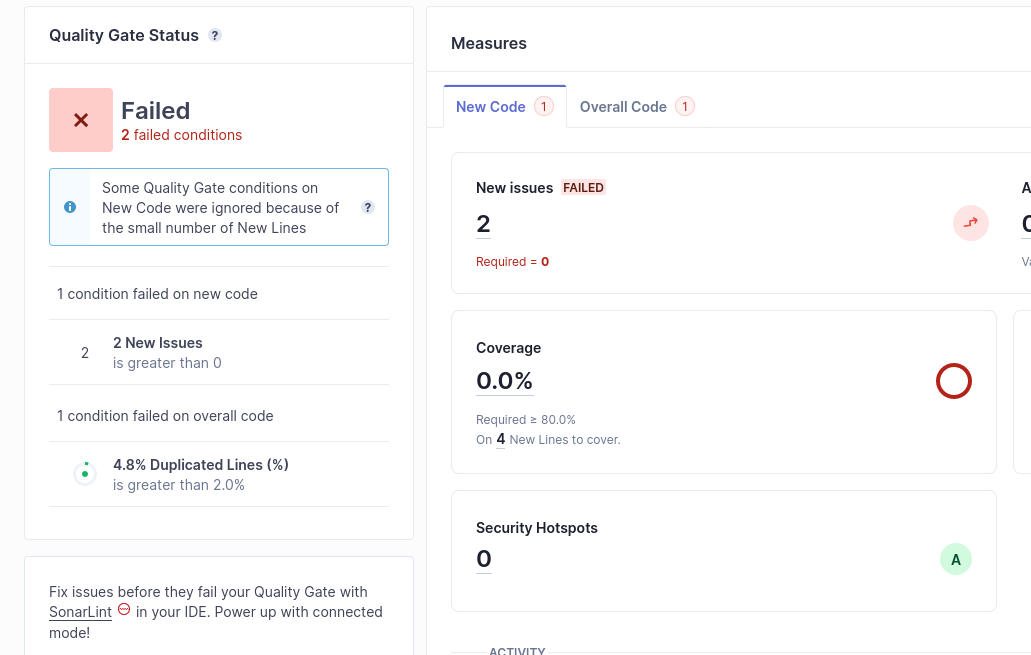 Quality Gate Status ?
Failed
2 failed conditions
Some Quality Gate conditions on
New Code were ignored because of
the small number of New Lines
?
1 condition failed on new code
2
2 New Issues
is greater than 0
1 condition failed on overall code
4.8% Duplicated Lines (%)
is greater than 2.0%
Fix issues before they fail your Quality Gate with
SonarLint in your IDE. Power up with connected
mode!
Measures
New Code 1 Overall Code 1
New issues FAILED
2
Required = 0
A
Va
Coverage
0.0%
Required ≥ 80.0%
On 4 New Lines to cover.
Security Hotspots
0
A
ACTIVITY